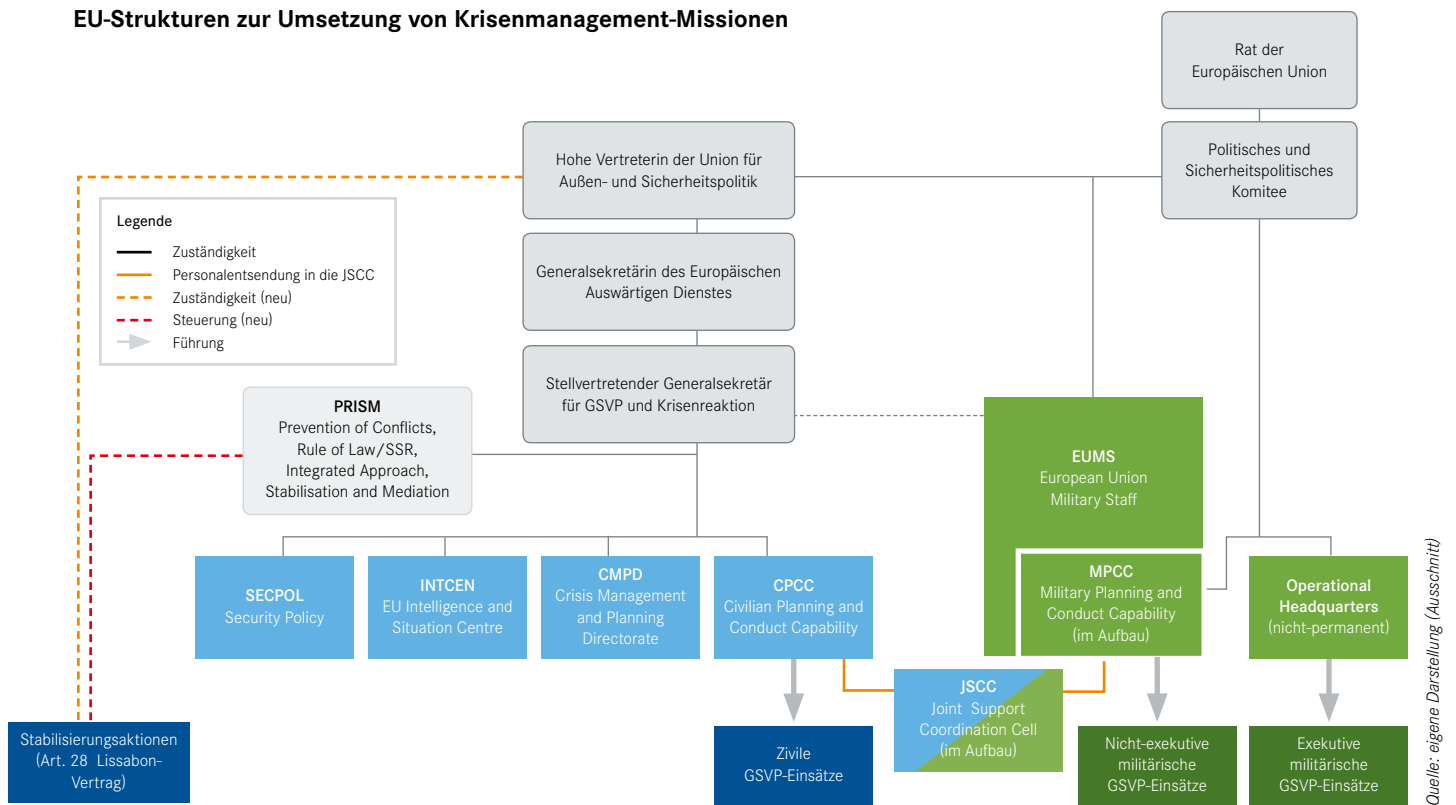 EU-Strukturen zur Umsetzung von Krisenmanagement-Missionen
Rat der
Europäischen Union
Hohe Vertreterin der Union für
Außen- und Sicherheitspolitik
Politisches und
Sicherheitspolitisches
Komitee
Legende
Zuständigkeit
Personalentsendung in die JSCC
Zuständigkeit (neu)
Steuerung (neu)
Führung
Generalsekretärin des Europäischen
Auswärtigen Dienstes
Stellvertretender Generalsekretär
für GSVP und Krisenreaktion
PRISM
Prevention of Conflicts,
Rule of Law/SSR,
Integrated Approach,
Stabilisation and Mediation
EUMS
European Union
Military Staff
SECPOL
Security Policy
INTCEN
EU Intelligence and
Situation Centre
CMPD
Crisis Management
and Planning
Directorate
CPCC
Civilian Planning and
Conduct Capability
MPCC
Military Planning and
Conduct Capability
(im Aufbau)
Operational
Headquarters
(nicht-permanent)
JSCC
Joint Support
Coordination Cell
(im Aufbau)
Stabilisierungsaktionen
(Art. 28 Lissabon-
Vertrag)
Zivile
GSVP-Einsätze
Nicht-exekutive
militärische
GSVP-Einsätze
Exekutive
militärische
GSVP-Einsätze
Quelle: eigene Darstellung (Ausschnitt)